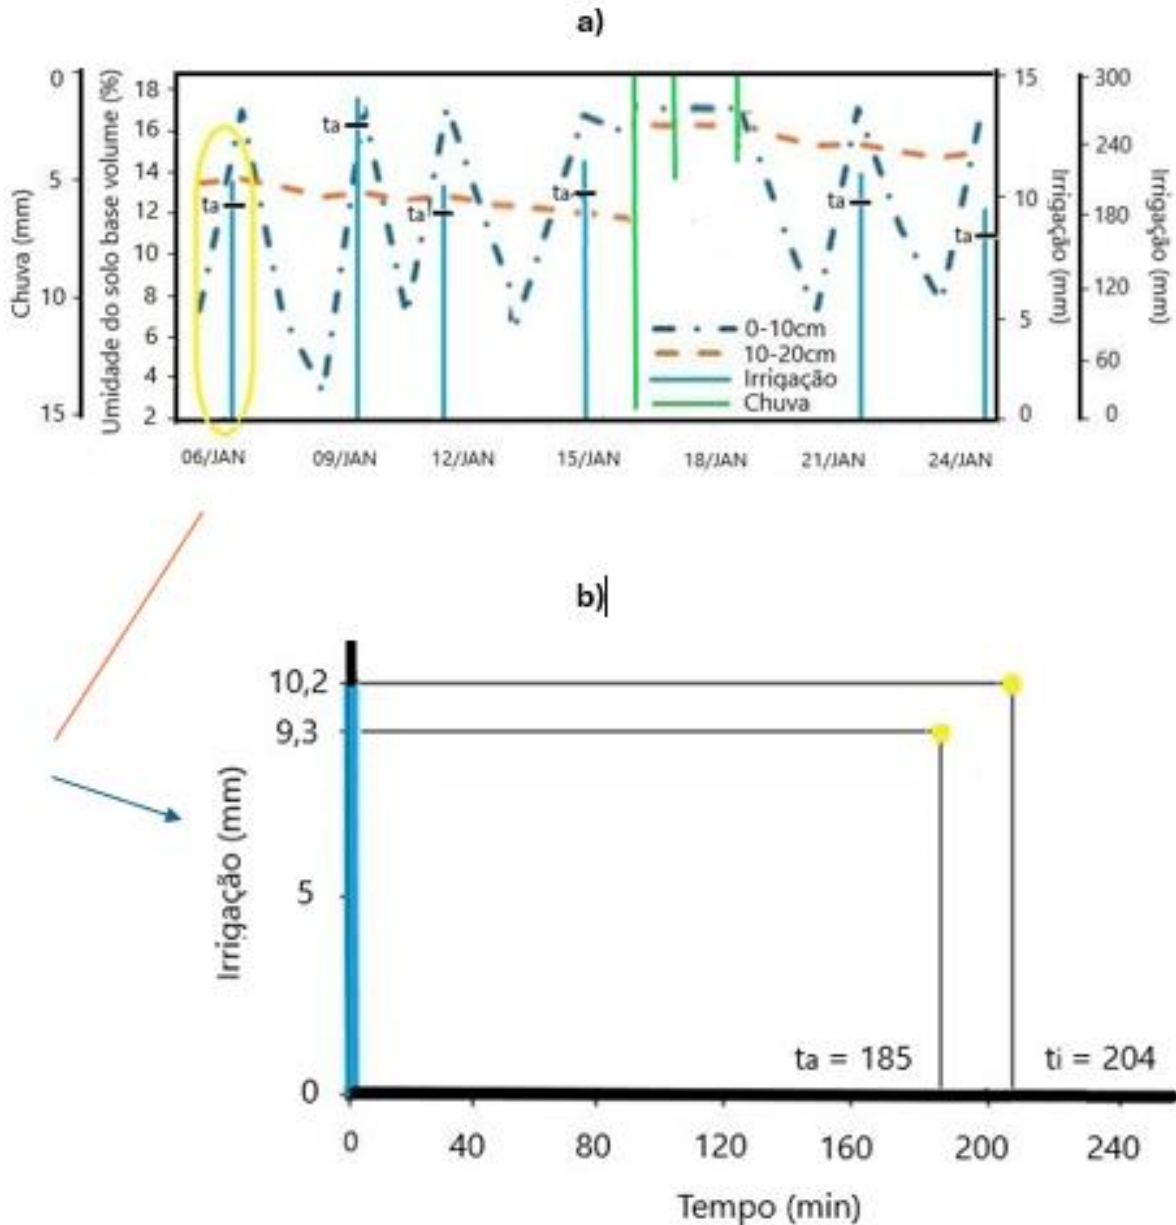 a)
0
5
10
15
Chuva (mm)
Umidade do solo base volume (%)
18
16
14
12
10
8
6
4
2
ta
ta
ta
ta
ta
ta
0-10cm
10-20cm
Irrigação
Chuva
15
10
5
0
Irrigação (mm)
300
240
180
120
60
0
Irrigação (mm)
06/JAN 09/JAN 12/JAN 15/JAN 18/JAN 21/JAN 24/JAN
b)
10,2
9,3
5
0
Irrigação (mm)
ta = 185 ti = 204
0 40 80 120 160 200 240
Tempo (min)